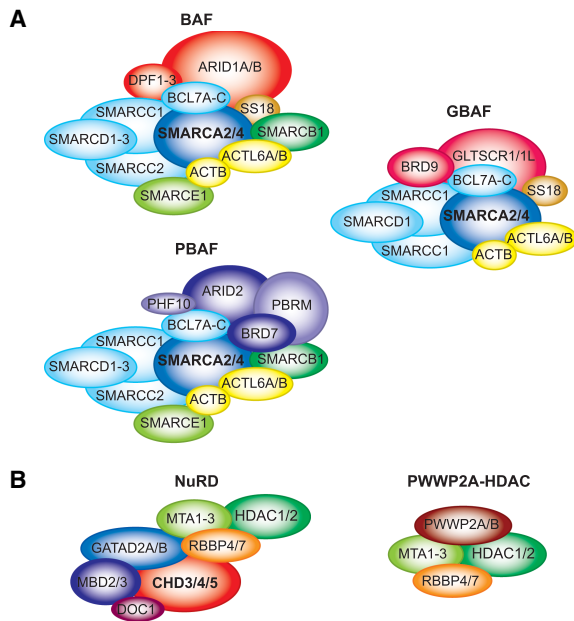 A
BAF
ARID1A/B
DPF1-3
BCL7A-C
SS18
SMARCC1
SMARCA2/4
SMARCB1
SMARCD1-3
ACTL6A/B
SMARCC2
ACTB
SMARCE1
GBAF
GLTSCR1/1L
BRD9
BCL7A-C
SS18
SMARCC1
SMARCA2/4
SMARCD1
ACTL6A/B
SMARCC1
ACTB
PBAF
ARID2
PHF10
PBRM
BCL7A-C
BRD7
SMARCC1
SMARCA2/4
SMARCB1
SMARCD1-3
ACTL6A/B
SMARCC2
ACTB
SMARCE1
B
NuRD
MTA1-3
HDAC1/2
GATAD2A/B
RBBP4/7
MBD2/3
CHD3/4/5
DOC1
PWWP2A-HDAC
PWWP2A/B
MTA1-3
HDAC1/2
RBBP4/7